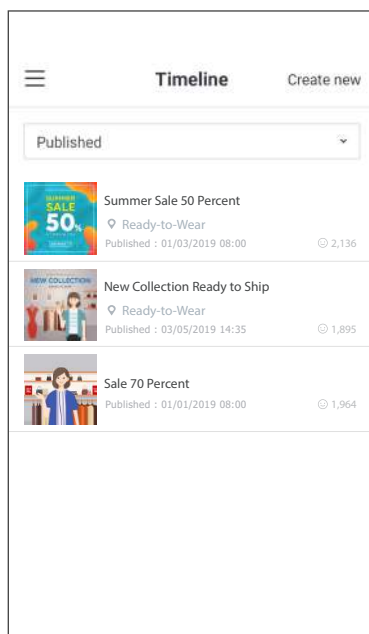 Timeline
Create new
Published
SUMMER
SALE
50%
Summer Sale 50 Percent
Ready-to-Wear
Published : 01/03/2019 08:00
2,136
NEW COLLECTION
New Collection Ready to Ship
Ready-to-Wear
Published : 03/05/2019 14:35
1,895
Sale 70 Percent
Published : 01/01/2019 08:00
1,964